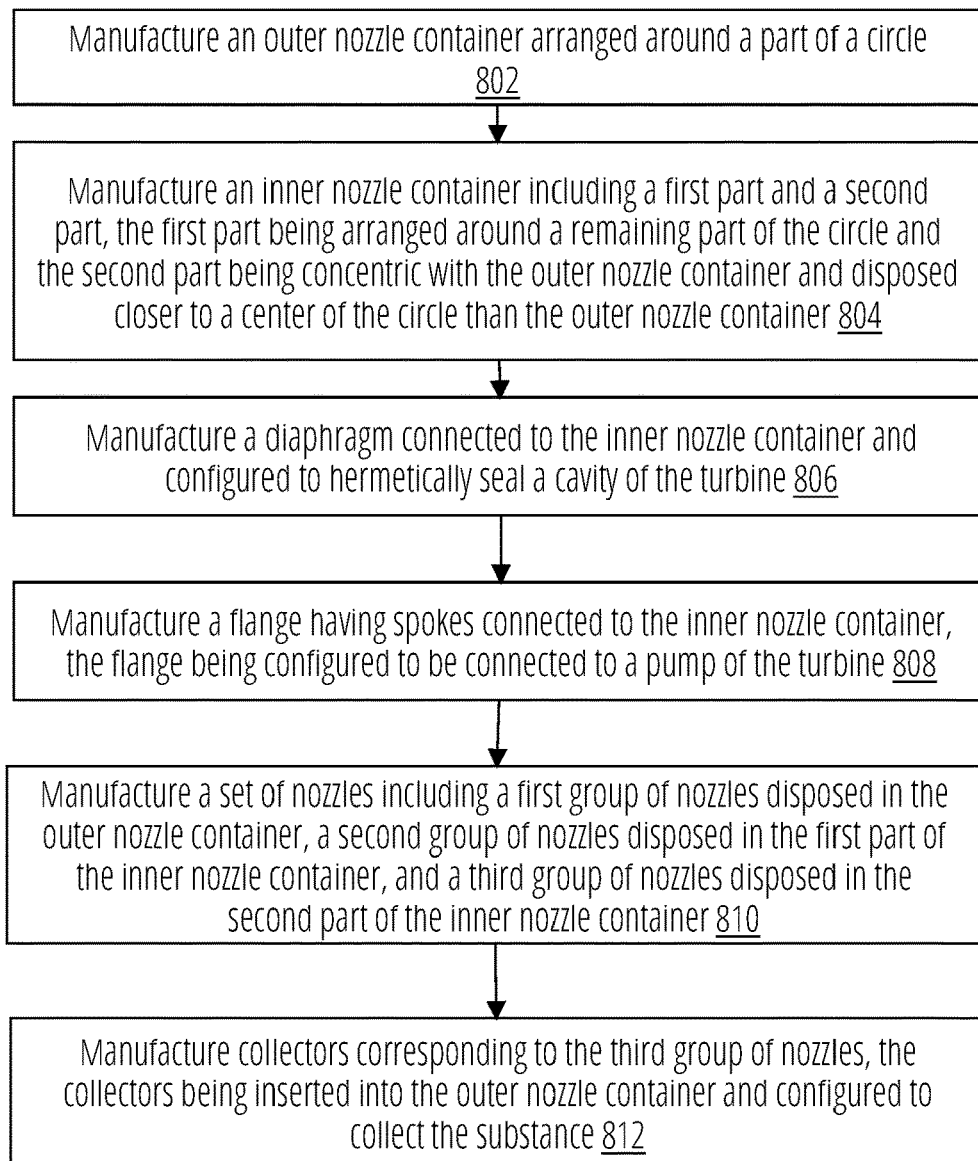 Manufacture an outer nozzle container arranged around a part of a circle
802
Manufacture an inner nozzle container including a first part and a second
part, the first part being arranged around a remaining part of the circle and
the second part being concentric with the outer nozzle container and disposed
closer to a center of the circle than the outer nozzle container 804
Manufacture a diaphragm connected to the inner nozzle container and
configured to hermetically seal a cavity of the turbine 806
Manufacture a flange having spokes connected to the inner nozzle container,
the flange being configured to be connected to a pump of the turbine 808
Manufacture a set of nozzles including a first group of nozzles disposed in the
outer nozzle container, a second group of nozzles disposed in the first part of
the inner nozzle container, and a third group of nozzles disposed in the
second part of the inner nozzle container 810
Manufacture collectors corresponding to the third group of nozzles, the
collectors being inserted into the outer nozzle container and configured to
collect the substance 812